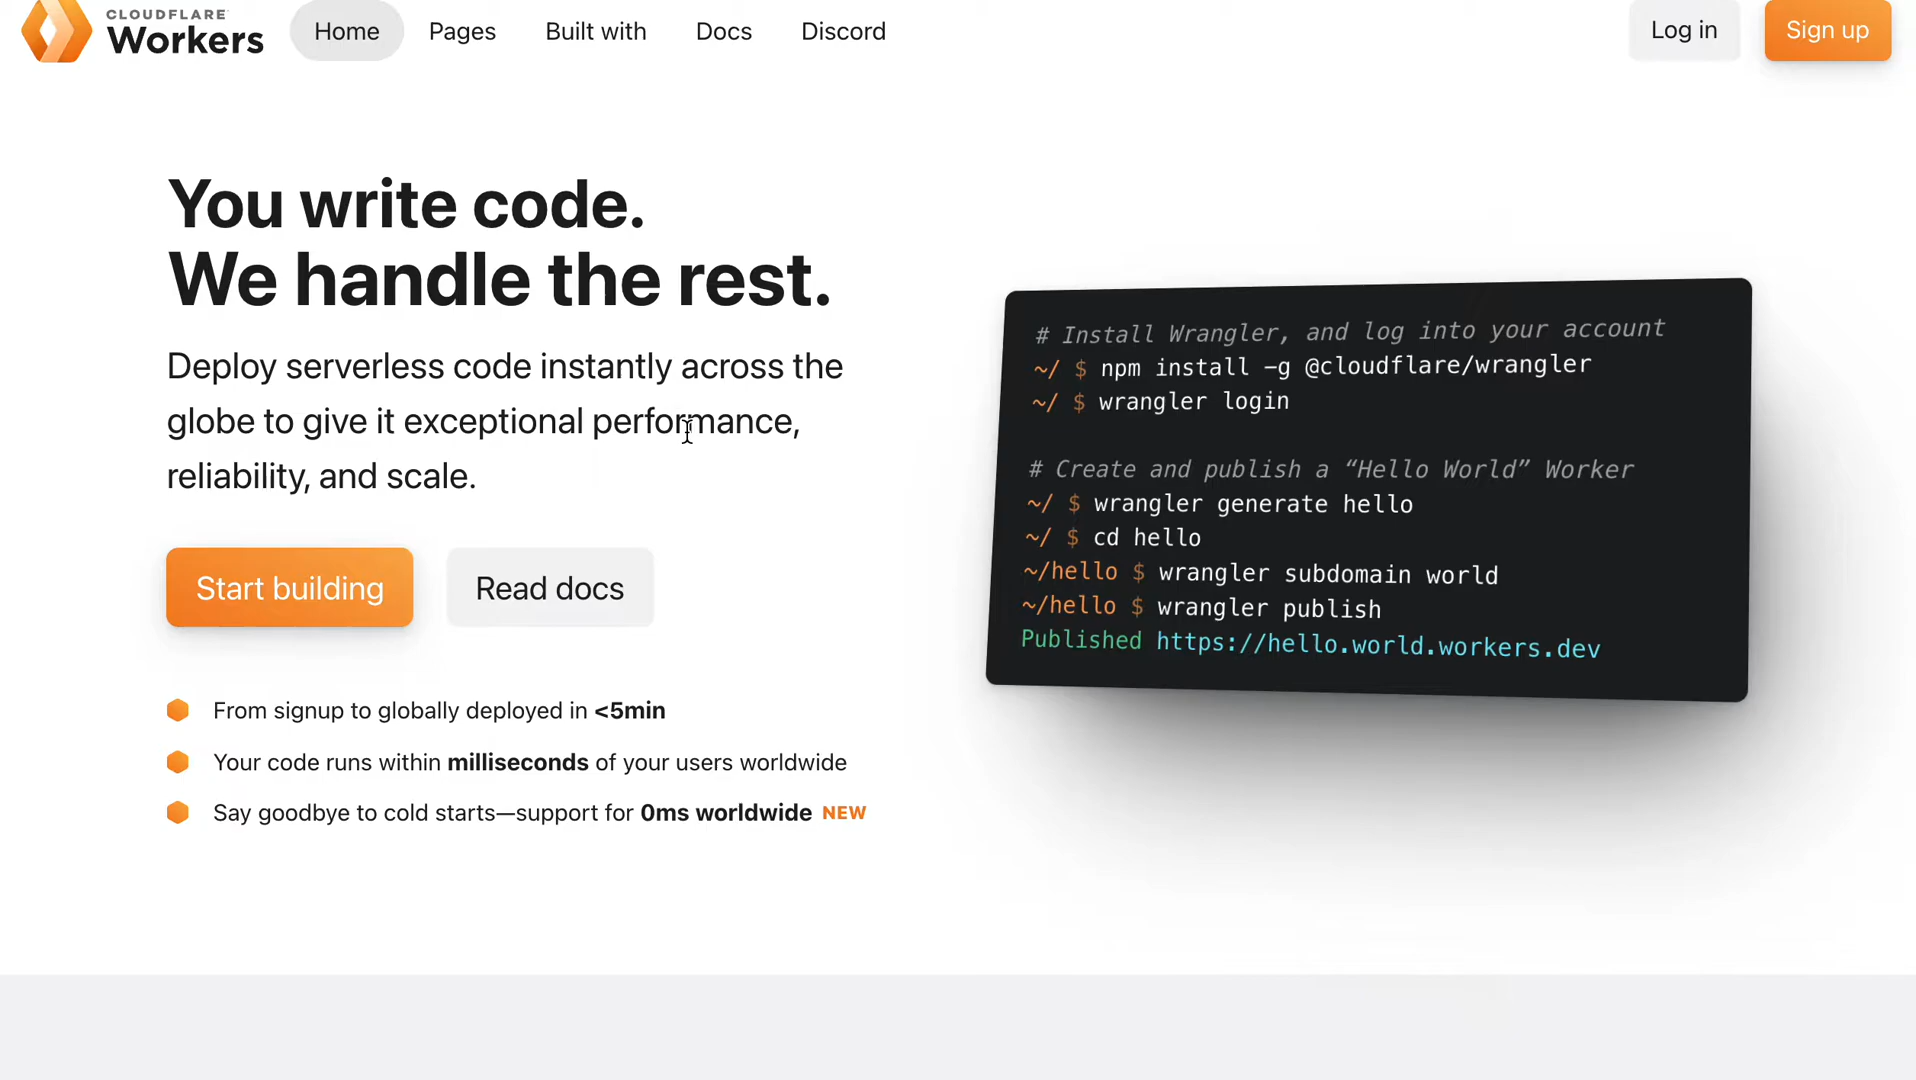 CLOUDFLARE
Workers
Home
Pages
Built with
Docs
Discord
Log in
Sign up
You write code.
We handle the rest.
Deploy serverless code instantly across the
globe to give it exceptional performance,
reliability, and scale.
Start building
Read docs
From signup to globally deployed in <5min
Your code runs within milliseconds of your users worldwide
Say goodbye to cold starts—support for 0ms worldwide NEW
# Install Wrangler, and log into your account
~/ $ npm install -g @cloudflare/wrangler
~/ $ wrangler login
# Create and publish a “Hello World” Worker
~/ $ wrangler generate hello
~/ $ cd hello
~/hello $ wrangler subdomain world
~/hello $ wrangler publish
Published https://hello.world.workers.dev